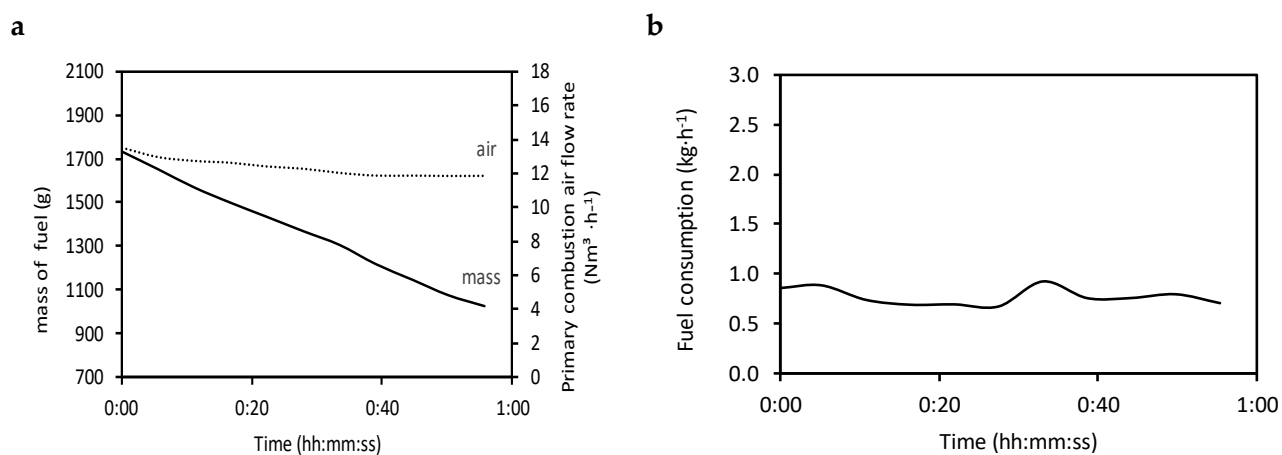 a
mass of fuel (g)
2100
1900
1700
1500
1300
1100
900
700
air
mass
18
16
14
12
10
8
6
4
2
0
Primary combustion air flow rate
(Nm³ ·h⁻¹)
0:00 0:20 0:40 1:00
Time (hh:mm:ss)
b
Fuel consumption (kg·h⁻¹)
3.0
2.5
2.0
1.5
1.0
0.5
0.0
0:00 0:20 0:40 1:00
Time (hh:mm:ss)